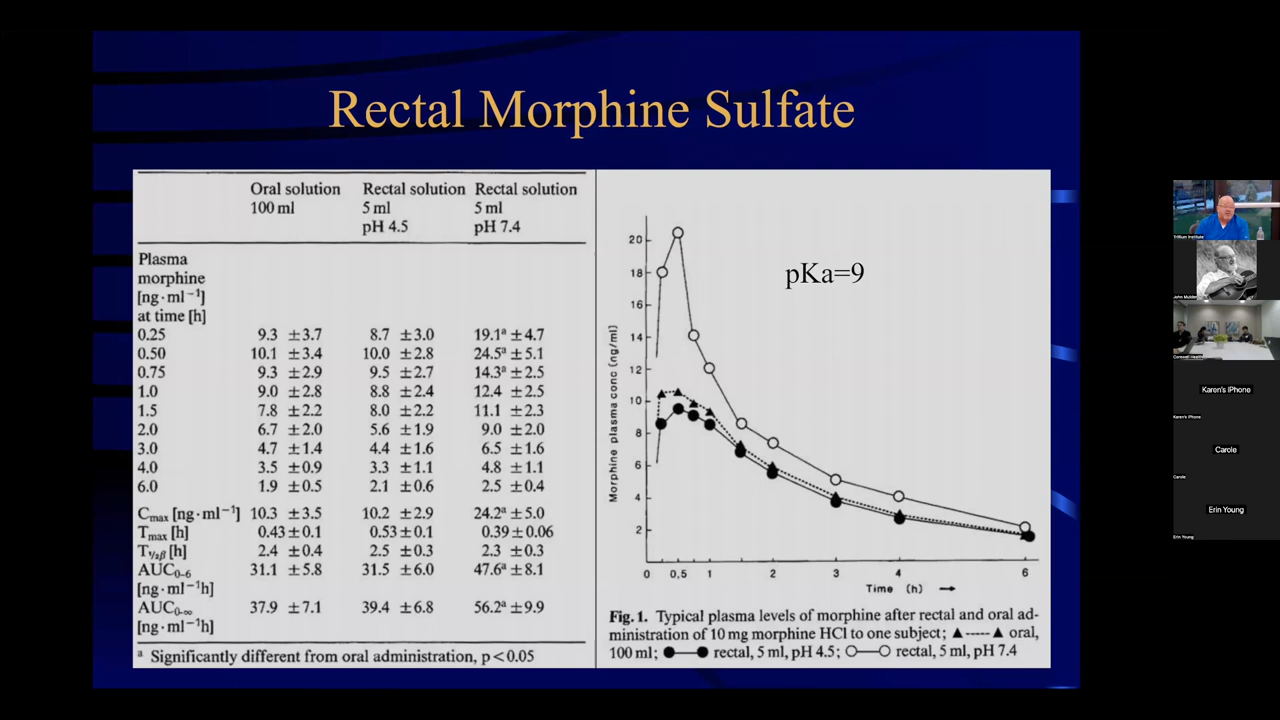 Rectal Morphine Sulfate
Oral solution Rectal solution Rectal solution
100 ml 5 ml 5 ml
pH 4.5 pH 7.4
Plasma
morphine
[ng·ml⁻¹]
at time [h]
0.25 9.3 ±3.7 8.7 ±3.0 19.1ᵃ ±4.7
0.50 10.1 ±3.4 10.0 ±2.8 24.5ᵃ ±5.1
0.75 9.3 ±2.9 9.5 ±2.7 14.3ᵃ ±2.5
1.0 9.0 ±2.8 8.8 ±2.4 12.4 ±2.5
1.5 7.8 ±2.2 8.0 ±2.2 11.1 ±2.3
2.0 6.7 ±2.0 5.6 ±1.9 9.0 ±2.0
3.0 4.7 ±1.4 4.4 ±1.6 6.5 ±1.6
4.0 3.5 ±0.9 3.3 ±1.1 4.8 ±1.1
6.0 1.9 ±0.5 2.1 ±0.6 2.5 ±0.4
Cmax [ng·ml⁻¹] 10.3 ±3.5 10.2 ±2.9 24.2ᵃ ±5.0
Tmax [h] 0.43±0.1 0.53±0.1 0.39±0.06
T½β [h] 2.4 ±0.4 2.5 ±0.3 2.3 ±0.3
AUC₀₋₆ 31.1 ±5.8 31.5 ±6.0 47.6ᵃ ±8.1
[ng·ml⁻¹h]
AUC₀₋∞ 37.9 ±7.1 39.4 ±6.8 56.2ᵃ ±9.9
[ng·ml⁻¹h]
ᵃ Significantly different from oral administration, p<0.05
pKa=9
Morphine plasma conc (ng/ml)
20
18
16
14
12
10
8
6
4
2
0 0,5 1 2 3 4 6
Time (h) →
Fig. 1. Typical plasma levels of morphine after rectal and oral ad-
ministration of 10 mg morphine HCl to one subject; ▲-----▲ oral,
100 ml; ●—● rectal, 5 ml, pH 4.5; ○—○ rectal, 5 ml, pH 7.4
Trillium Institute
John Mulder
Corewell Health
Karen's iPhone
Karen's iPhone
Carole
Carole
Erin Young
Erin Young